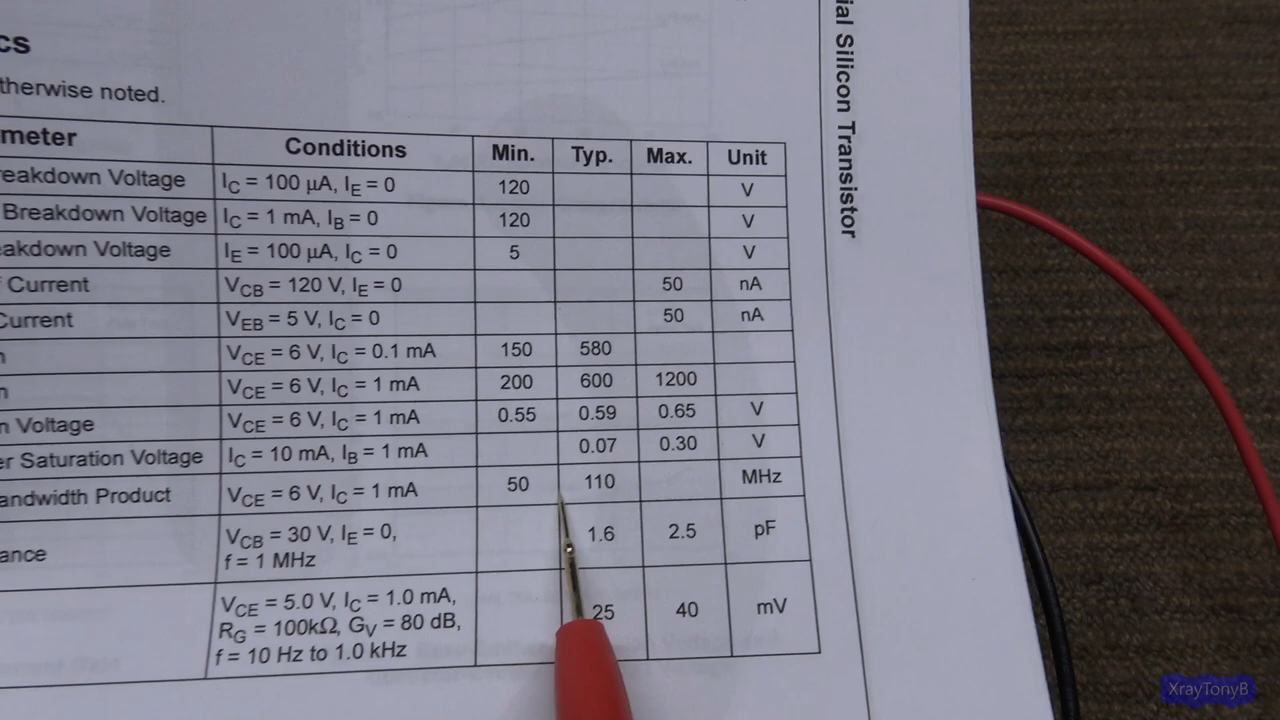 cs
therwise noted.
meter Conditions Min. Typ. Max. Unit
eakdown Voltage I_C = 100 µA, I_E = 0 120 V
Breakdown Voltage I_C = 1 mA, I_B = 0 120 V
akdown Voltage I_E = 100 µA, I_C = 0 5 V
Current V_CB = 120 V, I_E = 0 50 nA
Current V_EB = 5 V, I_C = 0 50 nA
n V_CE = 6 V, I_C = 0.1 mA 150 580
n V_CE = 6 V, I_C = 1 mA 200 600 1200
n Voltage V_CE = 6 V, I_C = 1 mA 0.55 0.59 0.65 V
er Saturation Voltage I_C = 10 mA, I_B = 1 mA 0.07 0.30 V
andwidth Product V_CE = 6 V, I_C = 1 mA 50 110 MHz
ance V_CB = 30 V, I_E = 0, 1.6 2.5 pF
f = 1 MHz
V_CE = 5.0 V, I_C = 1.0 mA,
R_G = 100kΩ, G_V = 80 dB, 25 40 mV
f = 10 Hz to 1.0 kHz
ial Silicon Transistor
XrayTonyB